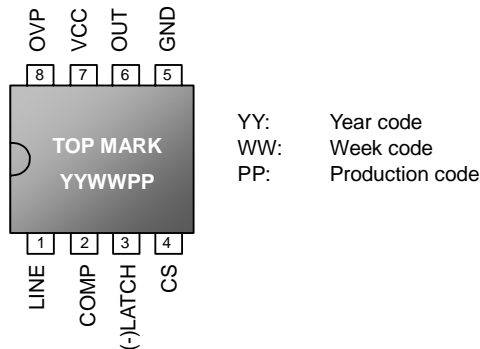 OVP VCC OUT GND
8 7 6 5
TOP MARK
YYWWPP
1 2 3 4
LINE COMP (-)LATCH CS
YY: Year code
WW: Week code
PP: Production code